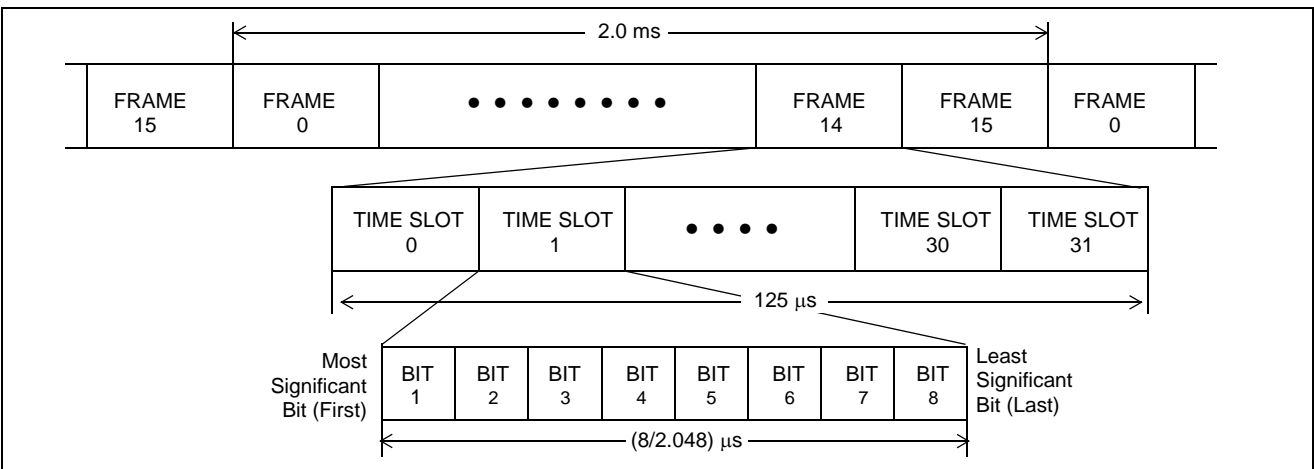 2.0 ms
FRAME 15
FRAME 0
FRAME 14
FRAME 15
FRAME 0
TIME SLOT 0
TIME SLOT 1
TIME SLOT 30
TIME SLOT 31
125 μs
Most Significant Bit (First)
BIT 1
BIT 2
BIT 3
BIT 4
BIT 5
BIT 6
BIT 7
BIT 8
Least Significant Bit (Last)
(8/2.048) μs